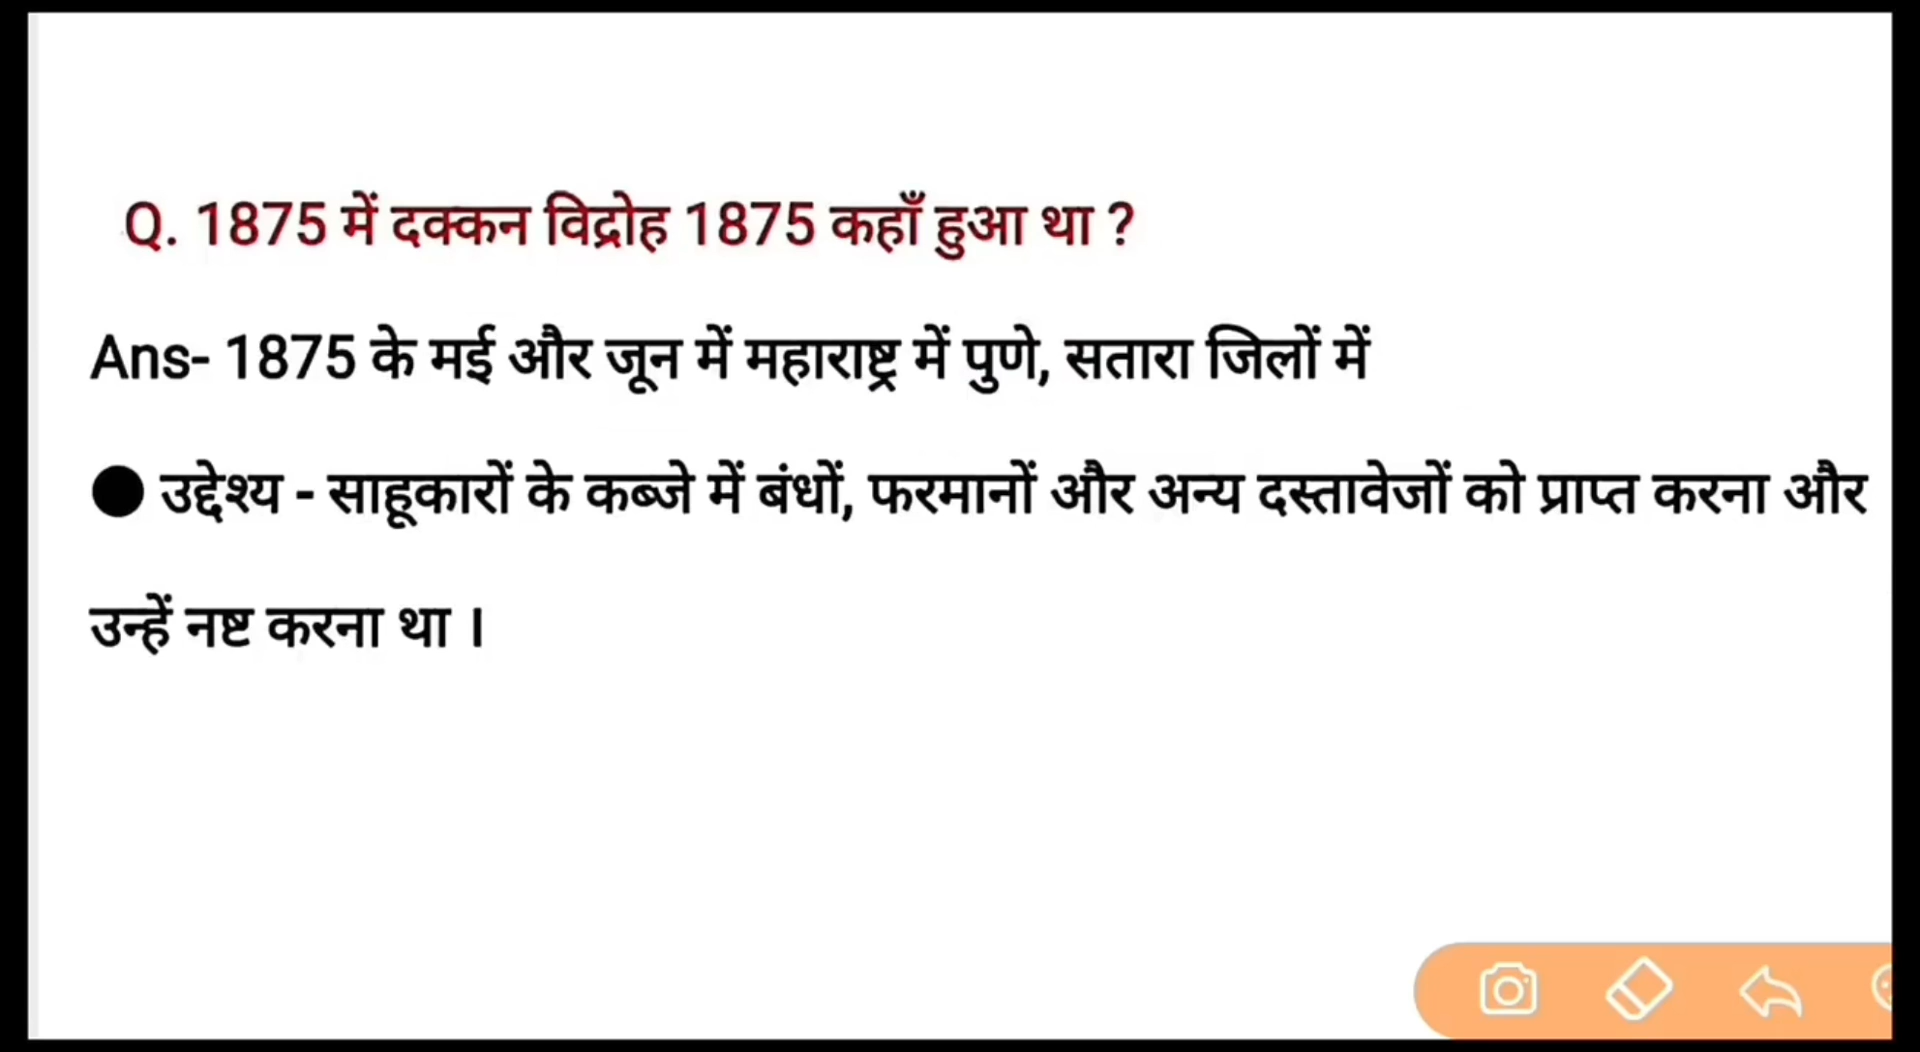 Q. 1875 में दक्कन विद्रोह 1875 कहाँ हुआ था ?
Ans- 1875 के मई और जून में महाराष्ट्र में पुणे, सतारा जिलों में
● उद्देश्य - साहूकारों के कब्जे में बंधों, फरमानों और अन्य दस्तावेजों को प्राप्त करना और
उन्हें नष्ट करना था ।